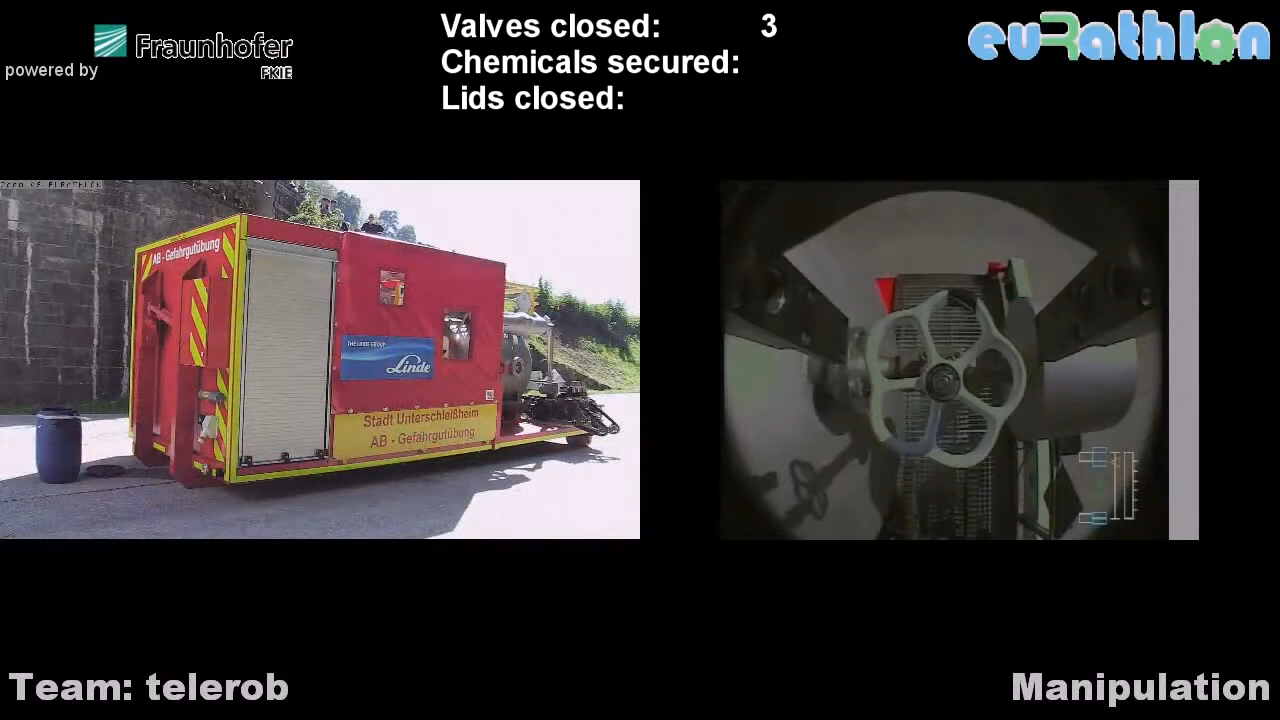 powered by
Fraunhofer
FKIE
Valves closed: 3
Chemicals secured:
Lids closed:
euRathlon
AB - Gefahrgutübung
THE LINDE GROUP
Linde
Stadt Unterschleißheim
AB - Gefahrgutübung
Team: telerob
Manipulation